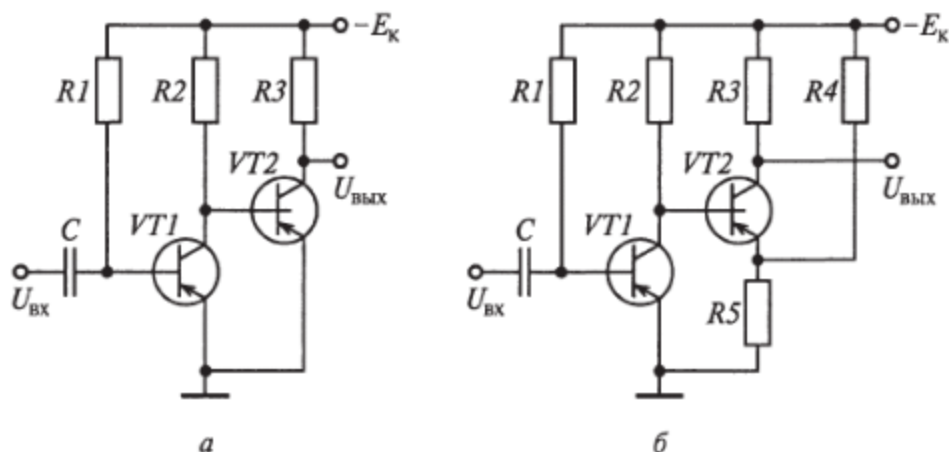 −Eк
R1 R2 R3
VT2
Uвых
VT1
C
Uвх
а
−Eк
R1 R2 R3 R4
VT2
Uвых
VT1
C
Uвх
R5
б